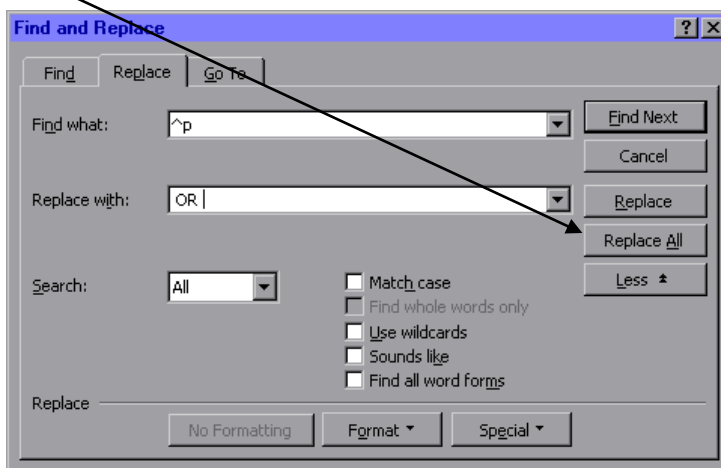 Find and Replace
Find Replace Go To
Find what: ^p Find Next
Cancel
Replace with: OR Replace
Replace All
Search: All Match case Less
Find whole words only
Use wildcards
Sounds like
Find all word forms
Replace
No Formatting Format Special